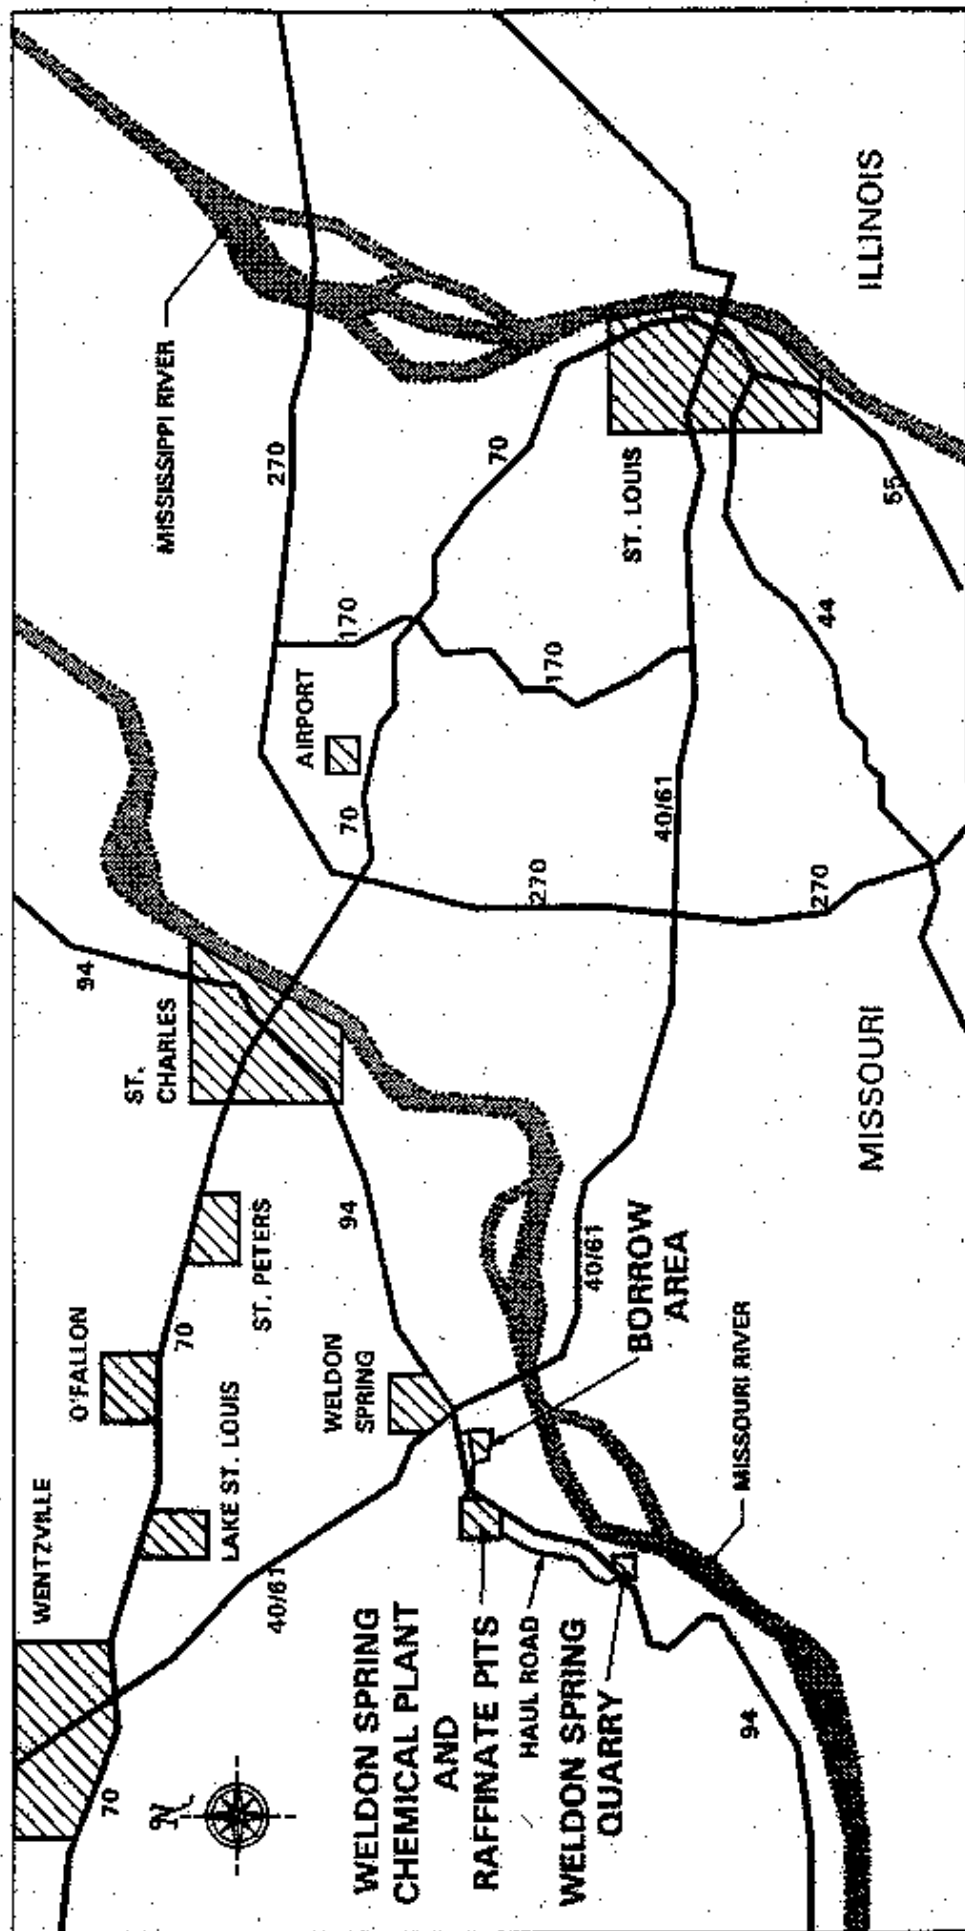 WENTZVILLE
O'FALLON
LAKE ST. LOUIS
ST. PETERS
ST.
CHARLES
94
MISSISSIPPI RIVER
270
70
70
40/61
70
WELDON
SPRING
94
AIRPORT
170
70
170
70
270
ST. LOUIS
N
WELDON SPRING
CHEMICAL PLANT
AND
RAFFINATE PITS
HAUL ROAD
WELDON SPRING
QUARRY
94
BORROW
AREA
40/61
MISSOURI RIVER
40/61
270
44
55
MISSOURI
ILLINOIS